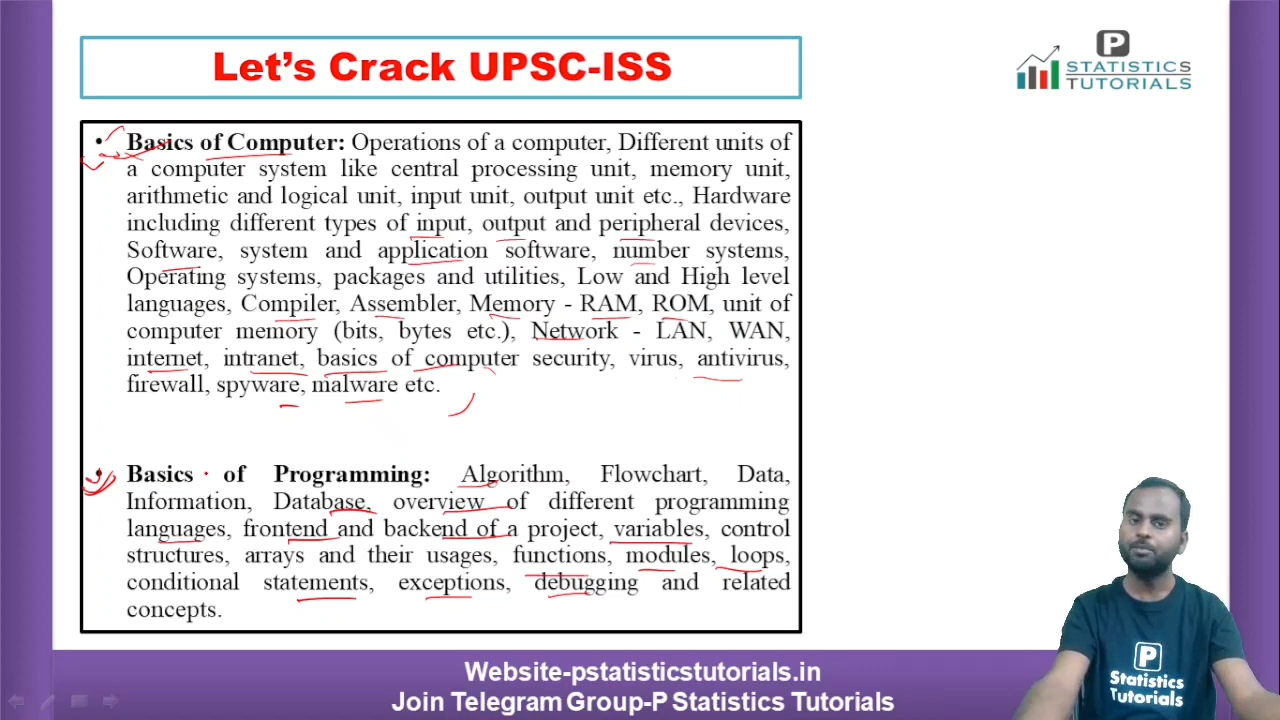 Let's Crack UPSC-ISS
P
STATISTICS
TUTORIALS
• Basics of Computer: Operations of a computer, Different units of
a computer system like central processing unit, memory unit,
arithmetic and logical unit, input unit, output unit etc., Hardware
including different types of input, output and peripheral devices,
Software, system and application software, number systems,
Operating systems, packages and utilities, Low and High level
languages, Compiler, Assembler, Memory - RAM, ROM, unit of
computer memory (bits, bytes etc.), Network - LAN, WAN,
internet, intranet, basics of computer security, virus, antivirus,
firewall, spyware, malware etc.
• Basics of Programming: Algorithm, Flowchart, Data,
Information, Database, overview of different programming
languages, frontend and backend of a project, variables, control
structures, arrays and their usages, functions, modules, loops,
conditional statements, exceptions, debugging and related
concepts.
P
Statistics
Tutorials
Website-pstatisticstutorials.in
Join Telegram Group-P Statistics Tutorials